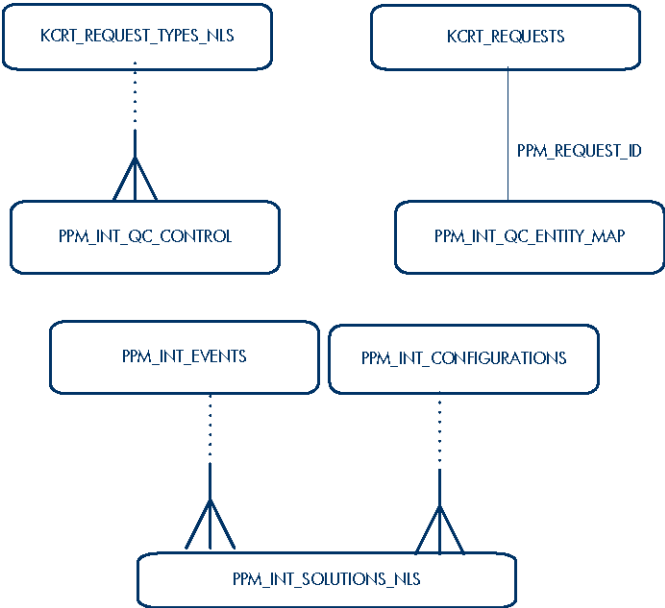 KCRT_REQUEST_TYPES_NLS
KCRT_REQUESTS
PPM_REQUEST_ID
PPM_INT_QC_CONTROL
PPM_INT_QC_ENTITY_MAP
PPM_INT_EVENTS
PPM_INT_CONFIGURATIONS
PPM_INT_SOLUTIONS_NLS